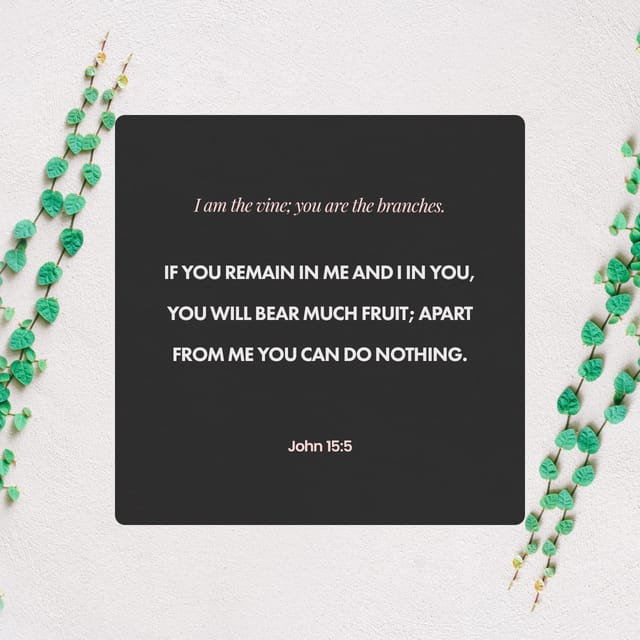 I am the vine; you are the branches.
IF YOU REMAIN IN ME AND I IN YOU,
YOU WILL BEAR MUCH FRUIT; APART
FROM ME YOU CAN DO NOTHING.
John 15:5